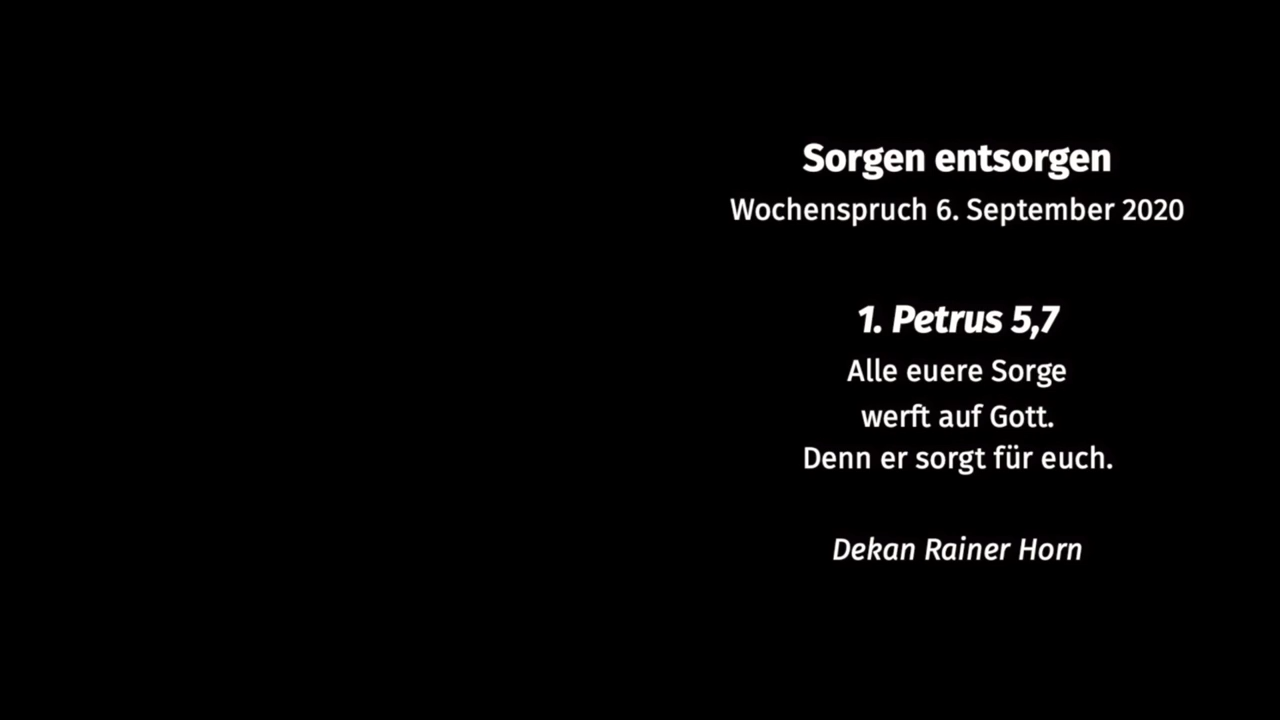 Sorgen entsorgen
Wochenspruch 6. September 2020
1. Petrus 5,7
Alle euere Sorge
werft auf Gott.
Denn er sorgt für euch.
Dekan Rainer Horn